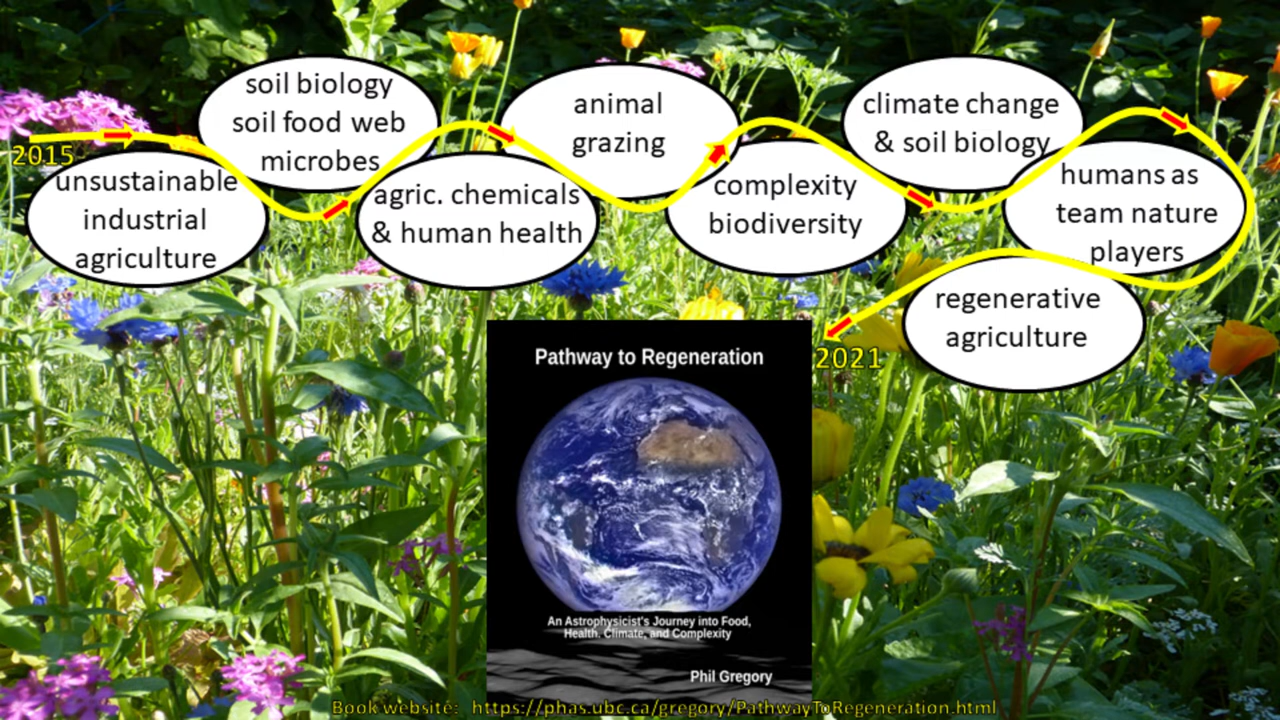 2015
unsustainable
industrial
agriculture
soil biology
soil food web
microbes
agric. chemicals
& human health
animal
grazing
complexity
biodiversity
climate change
& soil biology
humans as
team nature
players
regenerative
agriculture
2021
Pathway to Regeneration
An Astrophysicist's Journey into Food,
Health, Climate, and Complexity
Phil Gregory
Book website: https://phas.ubc.ca/gregory/PathwayToRegeneration.html